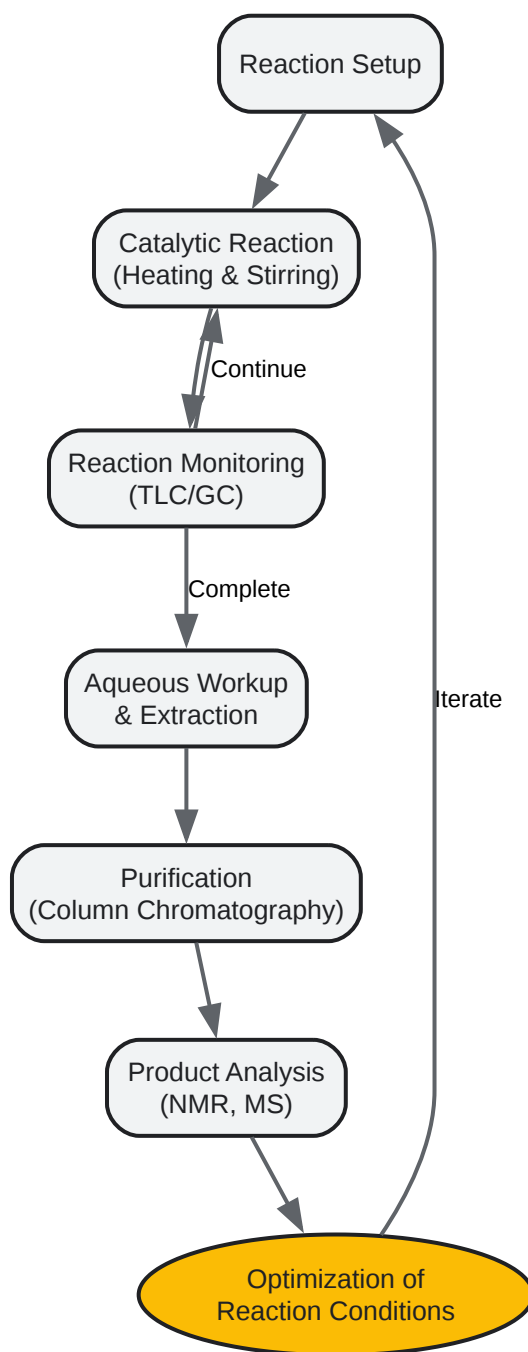 Reaction Setup
Catalytic Reaction
(Heating & Stirring)
Continue
Reaction Monitoring
(TLC/GC)
Complete
Aqueous Workup
& Extraction
Iterate
Purification
(Column Chromatography)
Product Analysis
(NMR, MS)
Optimization of
Reaction Conditions